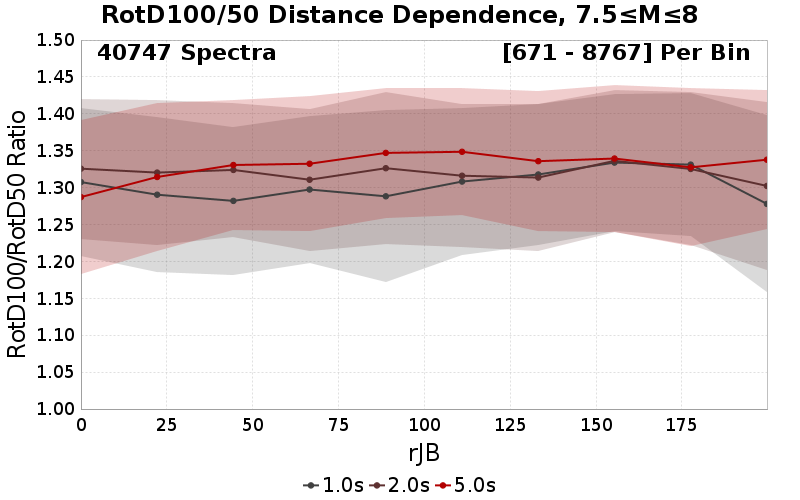 RotD100/50 Distance Dependence, 7.5≤M≤8
40747 Spectra [671 - 8767] Per Bin
RotD100/RotD50 Ratio
1.50
1.45
1.40
1.35
1.30
1.25
1.20
1.15
1.10
1.05
1.00
0 25 50 75 100 125 150 175
rJB
1.0s 2.0s 5.0s